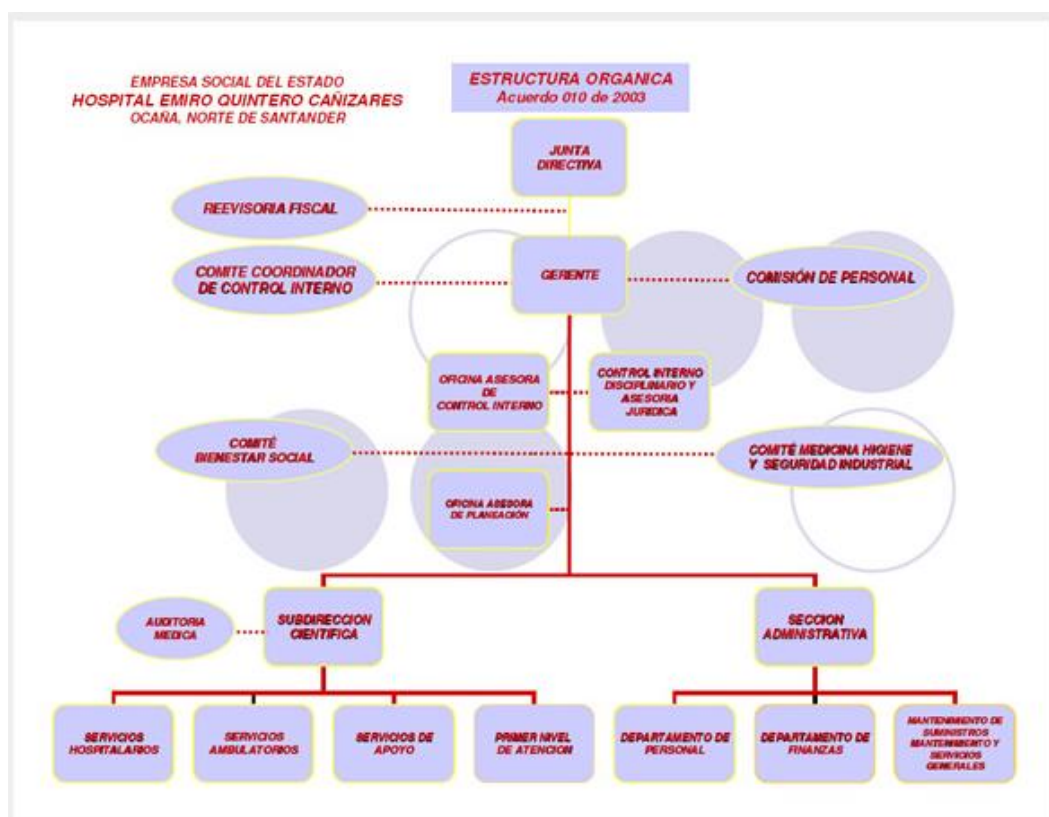 EMPRESA SOCIAL DEL ESTADO
HOSPITAL EMIRO QUINTERO CAÑIZARES
OCAÑA, NORTE DE SANTANDER
ESTRUCTURA ORGANICA
Acuerdo 010 de 2003
JUNTA
DIRECTIVA
REEVISORIA FISCAL
COMITE COORDINADOR
DE CONTROL INTERNO
GERENTE
COMISIÓN DE PERSONAL
OFICINA ASESORA
DE
CONTROL INTERNO
CONTROL INTERNO
DISCIPLINARIO Y
ASESORIA
JURIDICA
COMITÉ
BIENESTAR SOCIAL
COMITÉ MEDICINA HIGIENE
Y SEGURIDAD INDUSTRIAL
OFICINA ASESORA
DE PLANEACIÓN
AUDITORIA
MEDICA
SUBDIRECCION
CIENTIFICA
SECCION
ADMINISTRATIVA
SERVICIOS
HOSPITALARIOS
SERVICIOS
AMBULATORIOS
SERVICIOS DE
APOYO
PRIMER NIVEL
DE ATENCION
DEPARTAMENTO DE
PERSONAL
DEPARTAMENTO DE
FINANZAS
MANTENIMIENTO DE
SUMINISTROS
MANTENIMIENTO Y
SERVICIOS
GENERALES